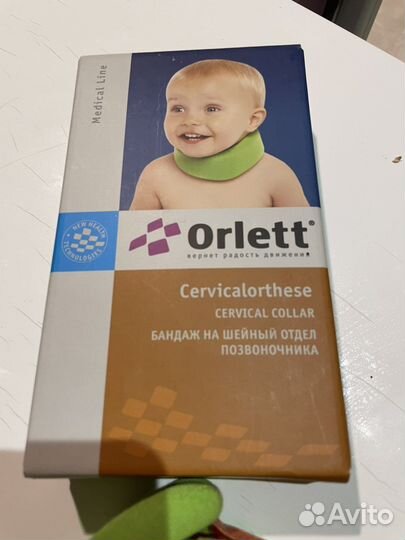 Medical Line
NEW HEALTH
TECHNOLOGIES
Orlett®
вернет радость движения
Cervicalorthese
CERVICAL COLLAR
БАНДАЖ НА ШЕЙНЫЙ ОТДЕЛ
ПОЗВОНОЧНИКА
Avito